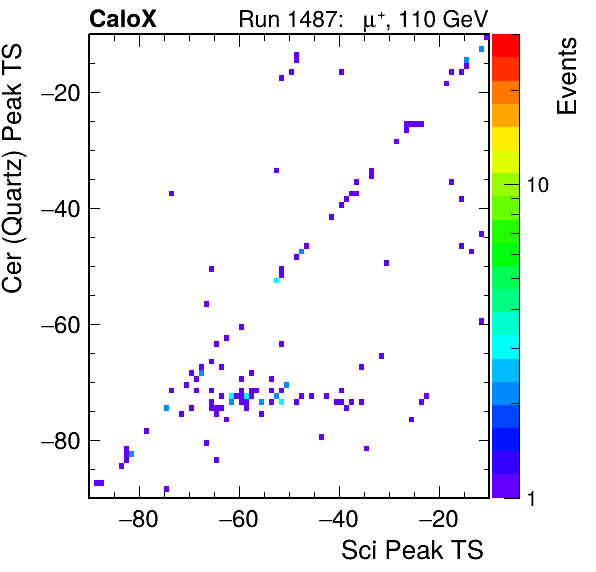 CaloX Run 1487: μ⁺, 110 GeV
Cer (Quartz) Peak TS
−20
−40
−60
−80
−80 −60 −40 −20
Sci Peak TS
Events
10
1